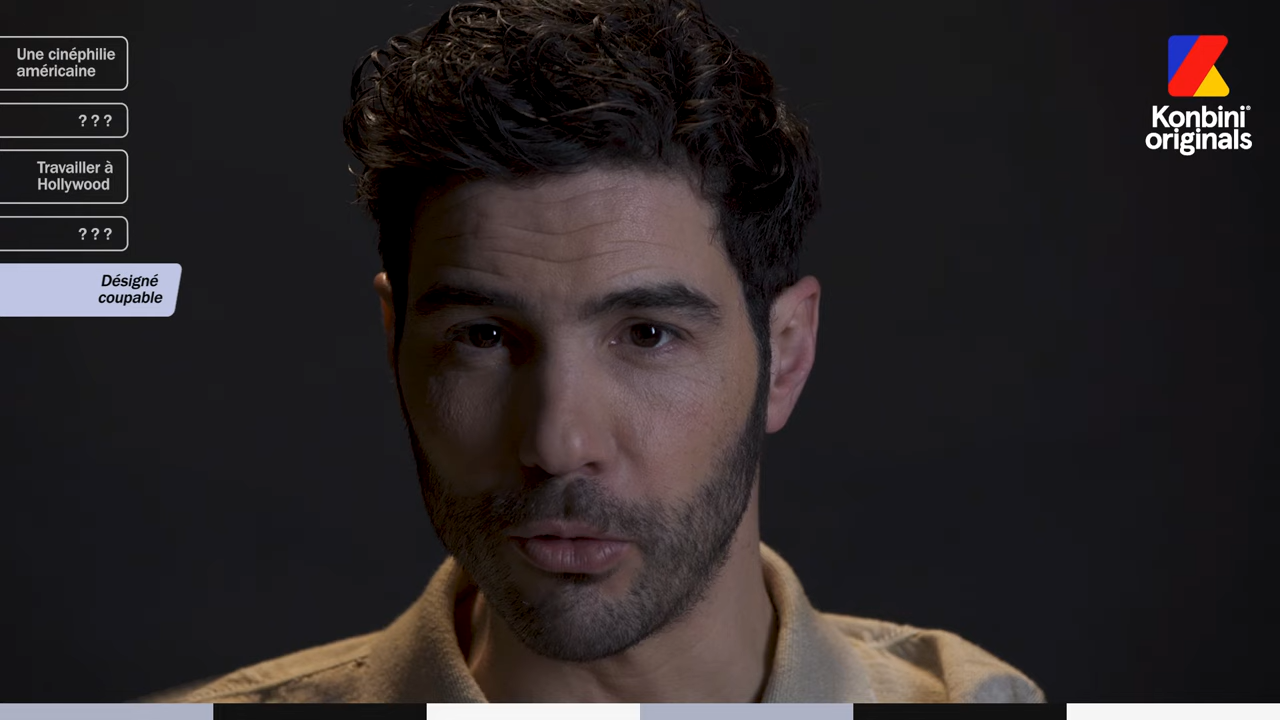 Une cinéphilie
américaine
? ? ?
Travailler à
Hollywood
? ? ?
Désigné
coupable
Konbini
originals